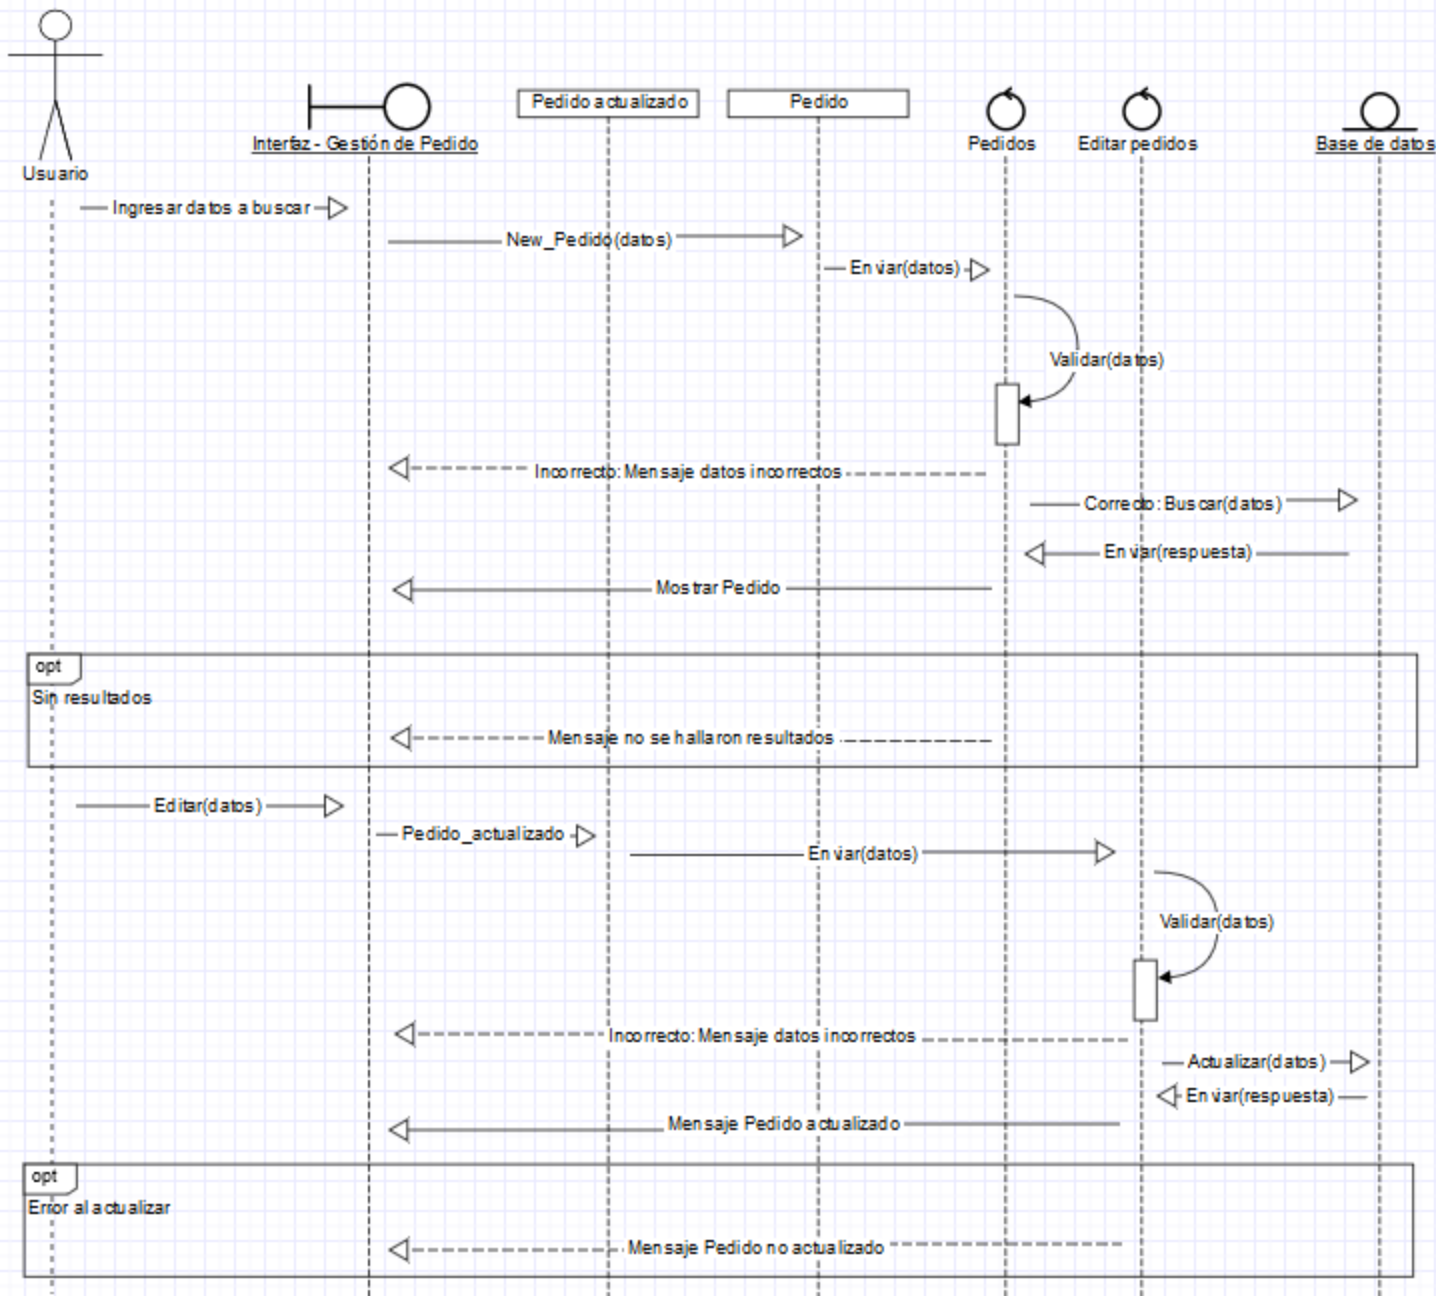 Usuario
Interfaz - Gestión de Pedido
Pedido actualizado
Pedido
Pedidos
Editar pedidos
Base de datos
Ingresar datos a buscar
New_Pedido(datos)
Enviar(datos)
Validar(datos)
Incorrecto: Mensaje datos incorrectos
Correcto: Buscar(datos)
Enviar(respuesta)
Mostrar Pedido
opt
Sin resultados
Mensaje no se hallaron resultados
Editar(datos)
Pedido_actualizado
Enviar(datos)
Validar(datos)
Incorrecto: Mensaje datos incorrectos
Actualizar(datos)
Enviar(respuesta)
Mensaje Pedido actualizado
opt
Error al actualizar
Mensaje Pedido no actualizado